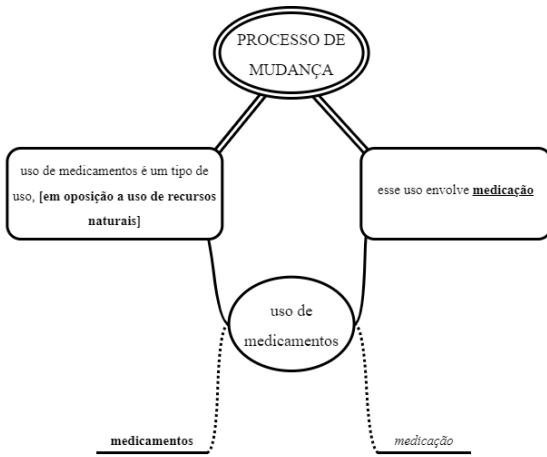 PROCESSO DE
MUDANÇA
uso de medicamentos é um tipo de
uso, [em oposição a uso de recursos
naturais]
esse uso envolve medicação
uso de
medicamentos
medicamentos
medicação